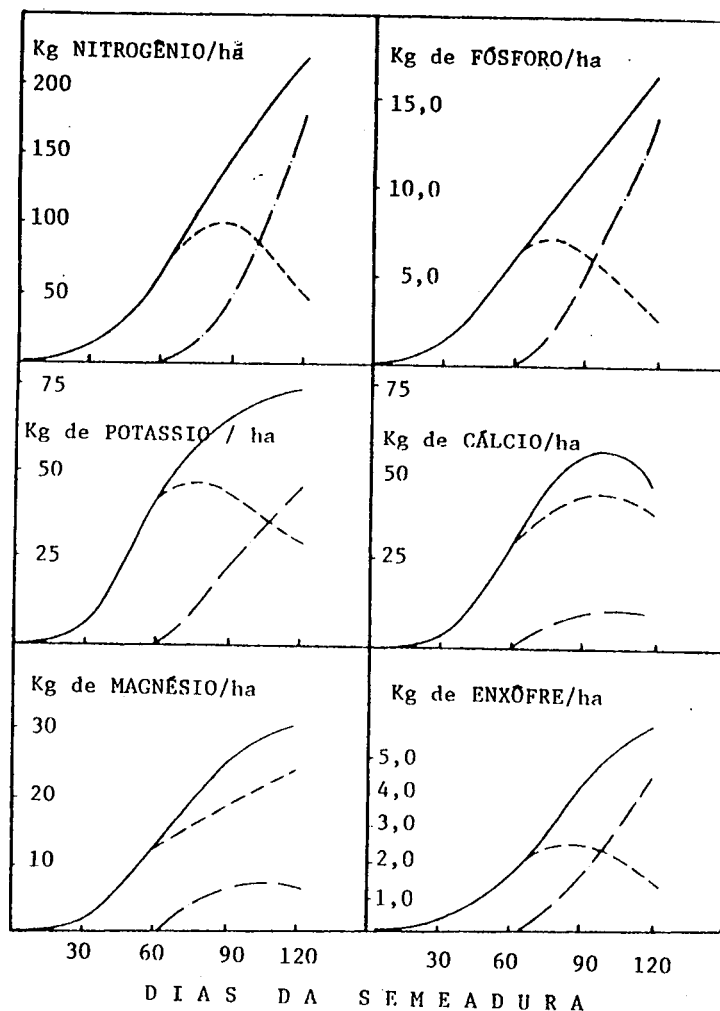 Kg NITROGÊNIO/hā
200
150
100
50
Kg de FÓSFORO/ha
15,0
10,0
5,0
75
Kg de POTASSIO / ha
50
25
75
Kg de CÁLCIO/ha
50
25
Kg de MAGNÉSIO/ha
30
20
10
30 60 90 120
Kg de ENXÔFRE/ha
5,0
4,0
3,0
2,0
1,0
30 60 90 120
DIAS DA SEMEADURA